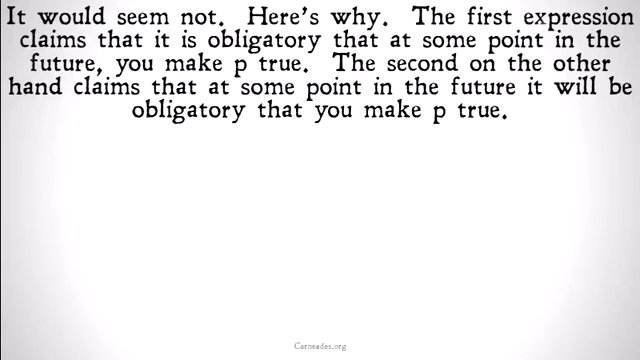 It would seem not.  Here's why.  The first expression
claims that it is obligatory that at some point in the
future, you make p true.  The second on the other
hand claims that at some point in the future it will be
obligatory that you make p true.
Carneades.org